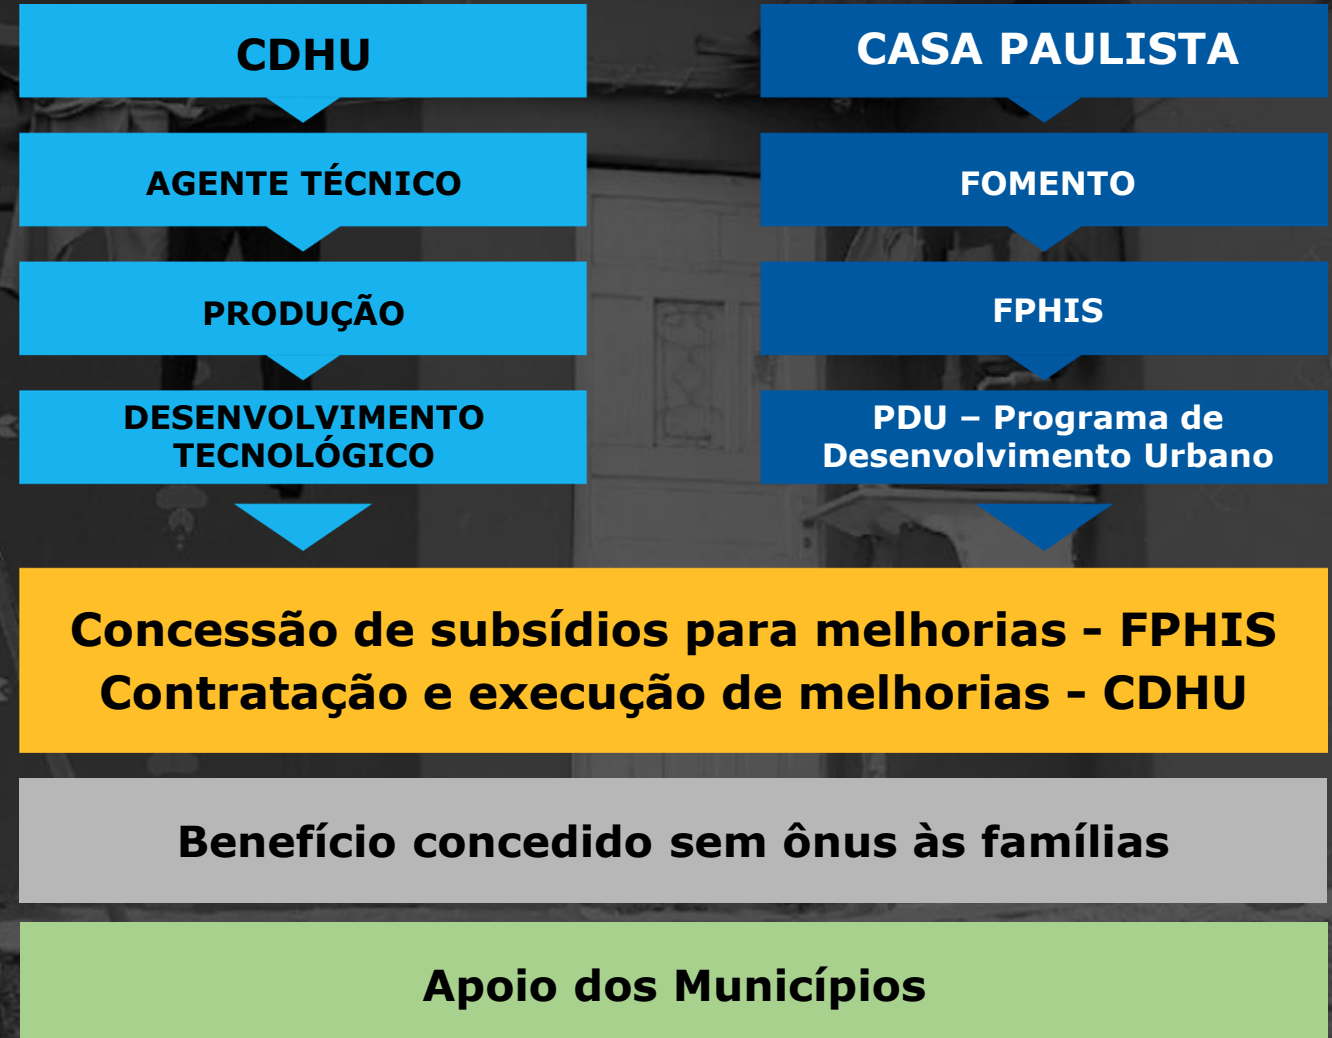 CDHU
AGENTE TÉCNICO
PRODUÇÃO
DESENVOLVIMENTO
TECNOLÓGICO
CASA PAULISTA
FOMENTO
FPHIS
PDU – Programa de
Desenvolvimento Urbano
Concessão de subsídios para melhorias - FPHIS
Contratação e execução de melhorias - CDHU
Benefício concedido sem ônus às famílias
Apoio dos Municípios